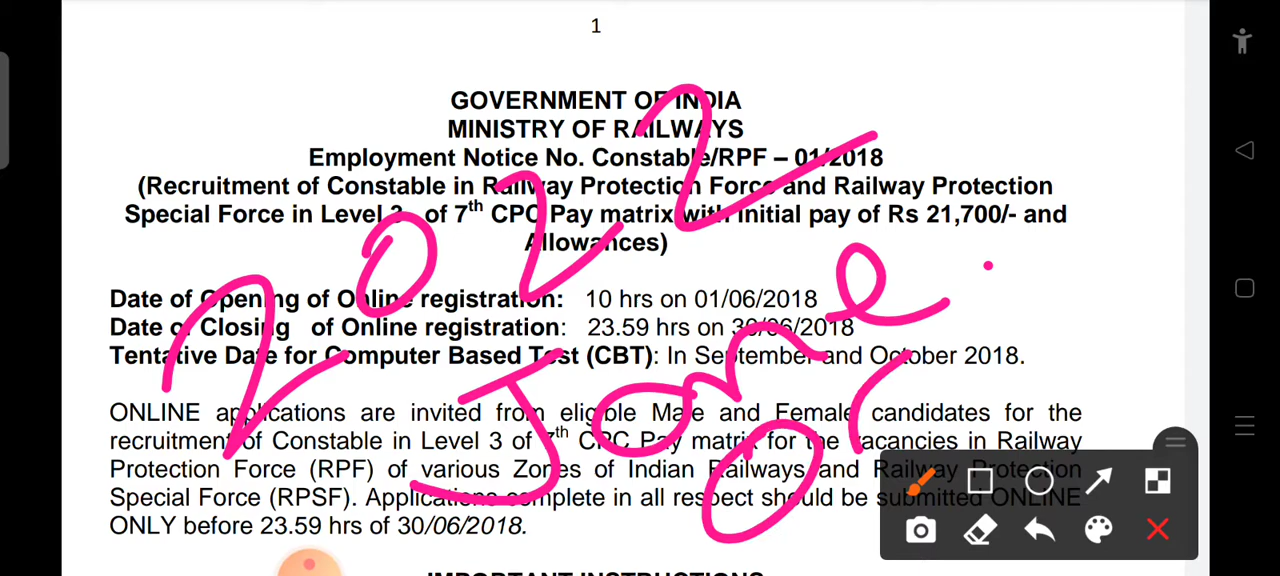 1
GOVERNMENT OF INDIA
MINISTRY OF RAILWAYS
Employment Notice No. Constable/RPF – 01/2018
(Recruitment of Constable in Railway Protection Force and Railway Protection
Special Force in Level 3 of 7th CPC Pay matrix with initial pay of Rs 21,700/- and
Allowances)
2022
Date of Opening of Online registration: 10 hrs on 01/06/2018
Date of Closing of Online registration: 23.59 hrs on 30/06/2018
Tentative Date for Computer Based Test (CBT): In September and October 2018.
ONLINE applications are invited from eligible Male and Female candidates for the
recruitment of Constable in Level 3 of 7th CPC Pay matrix for the vacancies in Railway
Protection Force (RPF) of various Zones of Indian Railways and Railway Protection
Special Force (RPSF). Applications complete in all respect should be submitted ONLINE
ONLY before 23.59 hrs of 30/06/2018.
IMPORTANT INSTRUCTIONS